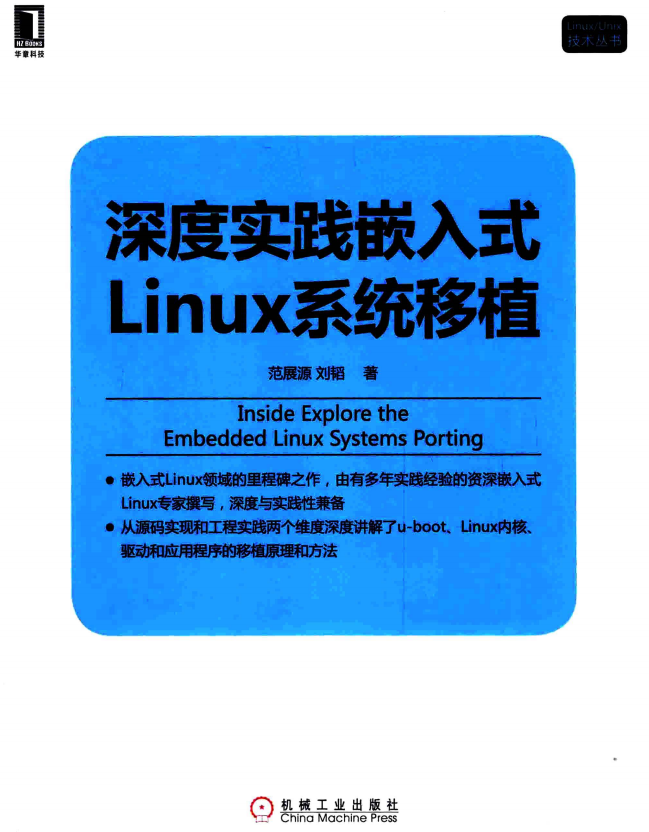 HZ BOOKS
华章科技
Linux/Unix
技术丛书
深度实践嵌入式
Linux系统移植
范展源 刘韬 著
Inside Explore the
Embedded Linux Systems Porting
● 嵌入式Linux领域的里程碑之作，由有多年实践经验的资深嵌入式
Linux专家撰写，深度与实践性兼备
● 从源码实现和工程实践两个维度深度讲解了u-boot、Linux内核、
驱动和应用程序的移植原理和方法
机械工业出版社
China Machine Press